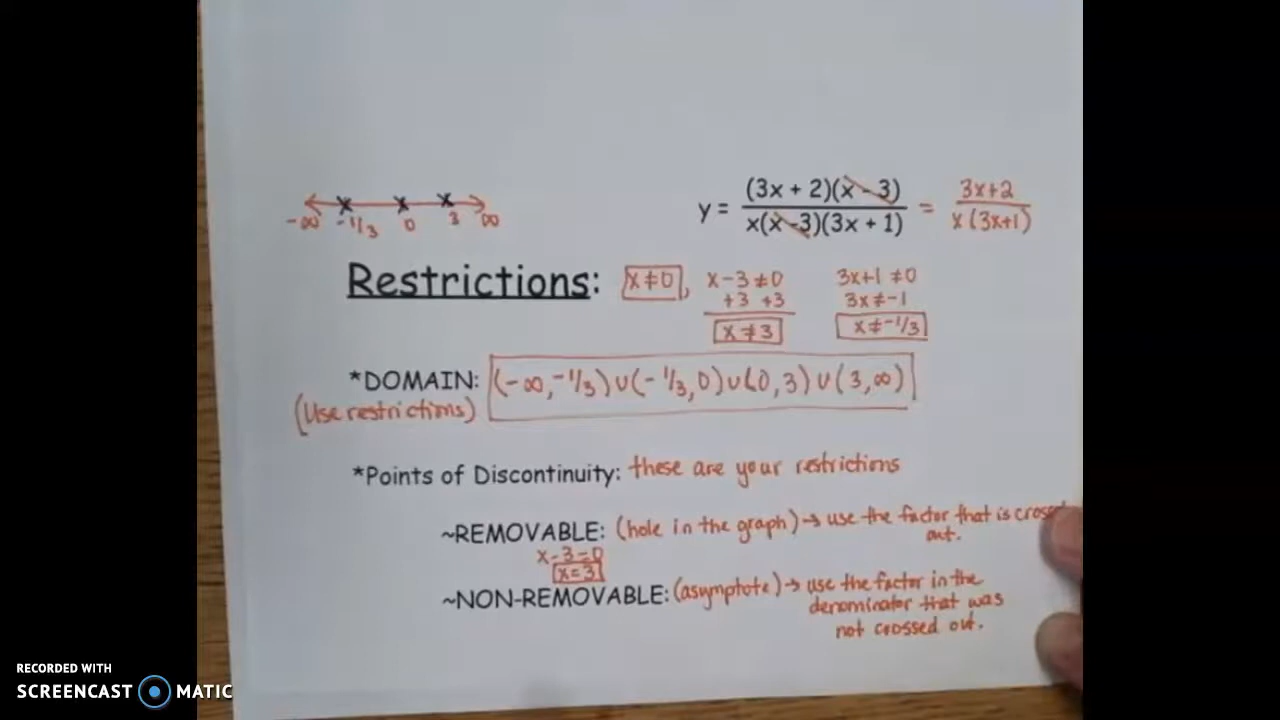 y = (3x + 2)(x - 3) / x(x - 3)(3x + 1) = 3x+2 / x(3x+1)
-∞ -1/3 0 3 ∞
Restrictions: x≠0, x-3≠0 3x+1≠0
+3 +3 3x≠-1
x≠3 x≠-1/3
*DOMAIN: (-∞,-1/3)∪(-1/3,0)∪(0,3)∪(3,∞)
(Use restrictions)
*Points of Discontinuity: these are your restrictions
~REMOVABLE: (hole in the graph)→ use the factor that is crossed
out.
x-3=0
x=3
~NON-REMOVABLE: (asymptote)→ use the factor in the
denominator that was
not crossed out.
RECORDED WITH
SCREENCAST MATIC